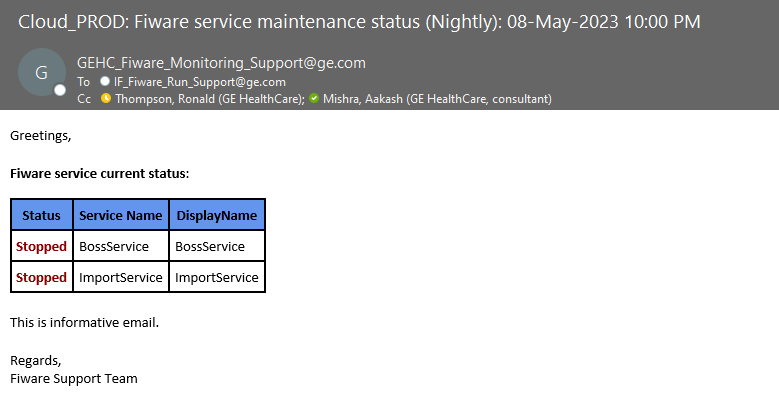 Cloud_PROD: Fiware service maintenance status (Nightly): 08-May-2023 10:00 PM
G
GEHC_Fiware_Monitoring_Support@ge.com
To IF_Fiware_Run_Support@ge.com
Cc Thompson, Ronald (GE HealthCare); Mishra, Aakash (GE HealthCare, consultant)
Greetings,
Fiware service current status:
Status Service Name DisplayName
Stopped BossService BossService
Stopped ImportService ImportService
This is informative email.
Regards,
Fiware Support Team